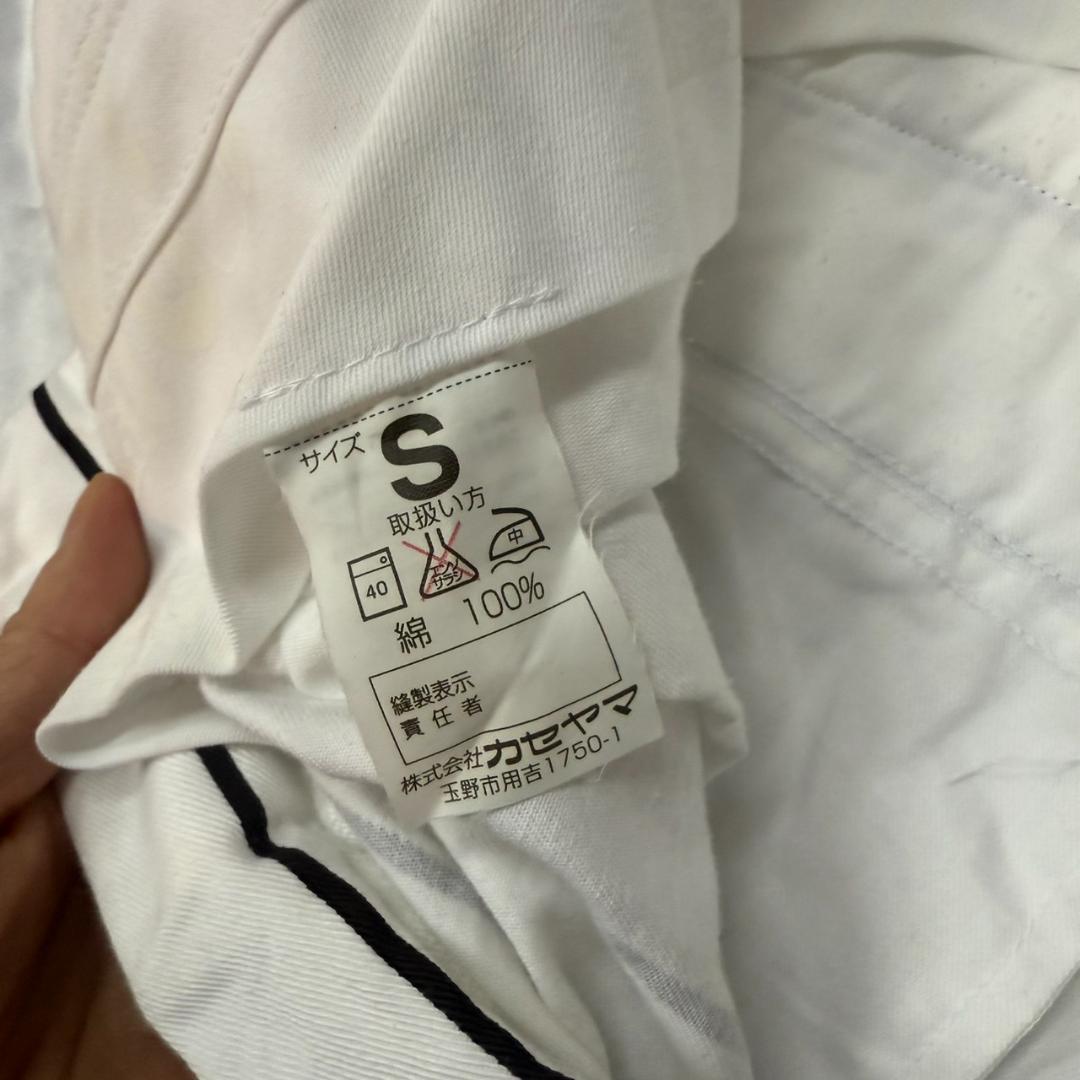 サイズ S
取扱い方
40 エンソサラシ 中
綿 100%
縫製表示
責任者
株式会社カセヤマ
玉野市用吉1750-1